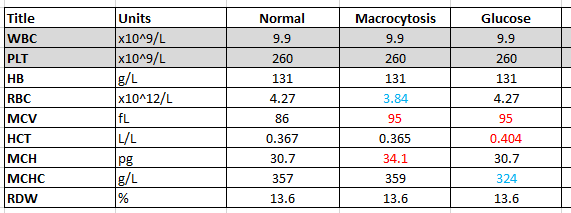 Title Units Normal Macrocytosis Glucose
WBC x10^9/L 9.9 9.9 9.9
PLT x10^9/L 260 260 260
HB g/L 131 131 131
RBC x10^12/L 4.27 3.84 4.27
MCV fL 86 95 95
HCT L/L 0.367 0.365 0.404
MCH pg 30.7 34.1 30.7
MCHC g/L 357 359 324
RDW % 13.6 13.6 13.6